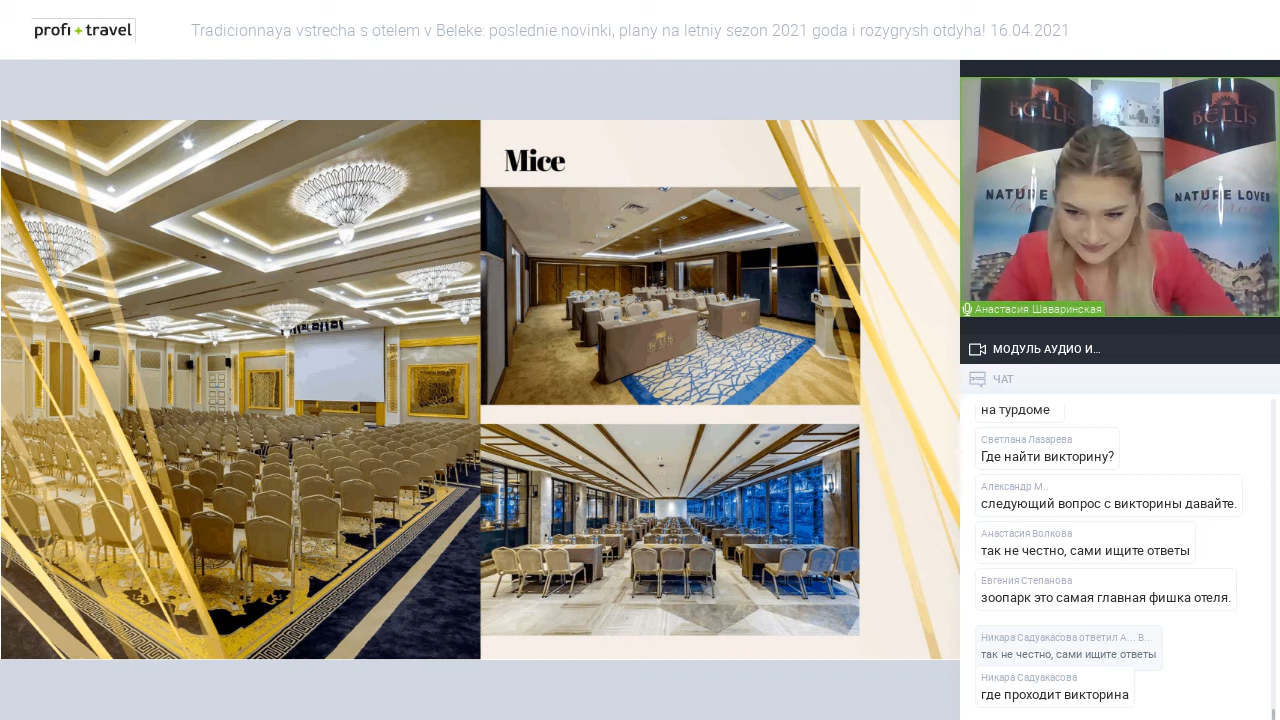 profi + travel
Tradicionnaya vstrecha s otelem v Beleke: poslednie novinki, plany na letniy sezon 2021 goda i rozygrysh otdyha! 16.04.2021
Mice
BELLIS
BELLIS
NATURE LOVER
NATURE LOVER
Анастасия Шаваринская
МОДУЛЬ АУДИО И...
ЧАТ
на турдоме
Светлана Лазарева
Где найти викторину?
Александр М..
следующий вопрос с викторины давайте.
Анастасия Волкова
так не честно, сами ищите ответы
Евгения Степанова
зоопарк это самая главная фишка отеля.
Никара Садуакасова ответил А... В...
так не честно, сами ищите ответы
Никара Садуакасова
где проходит викторина